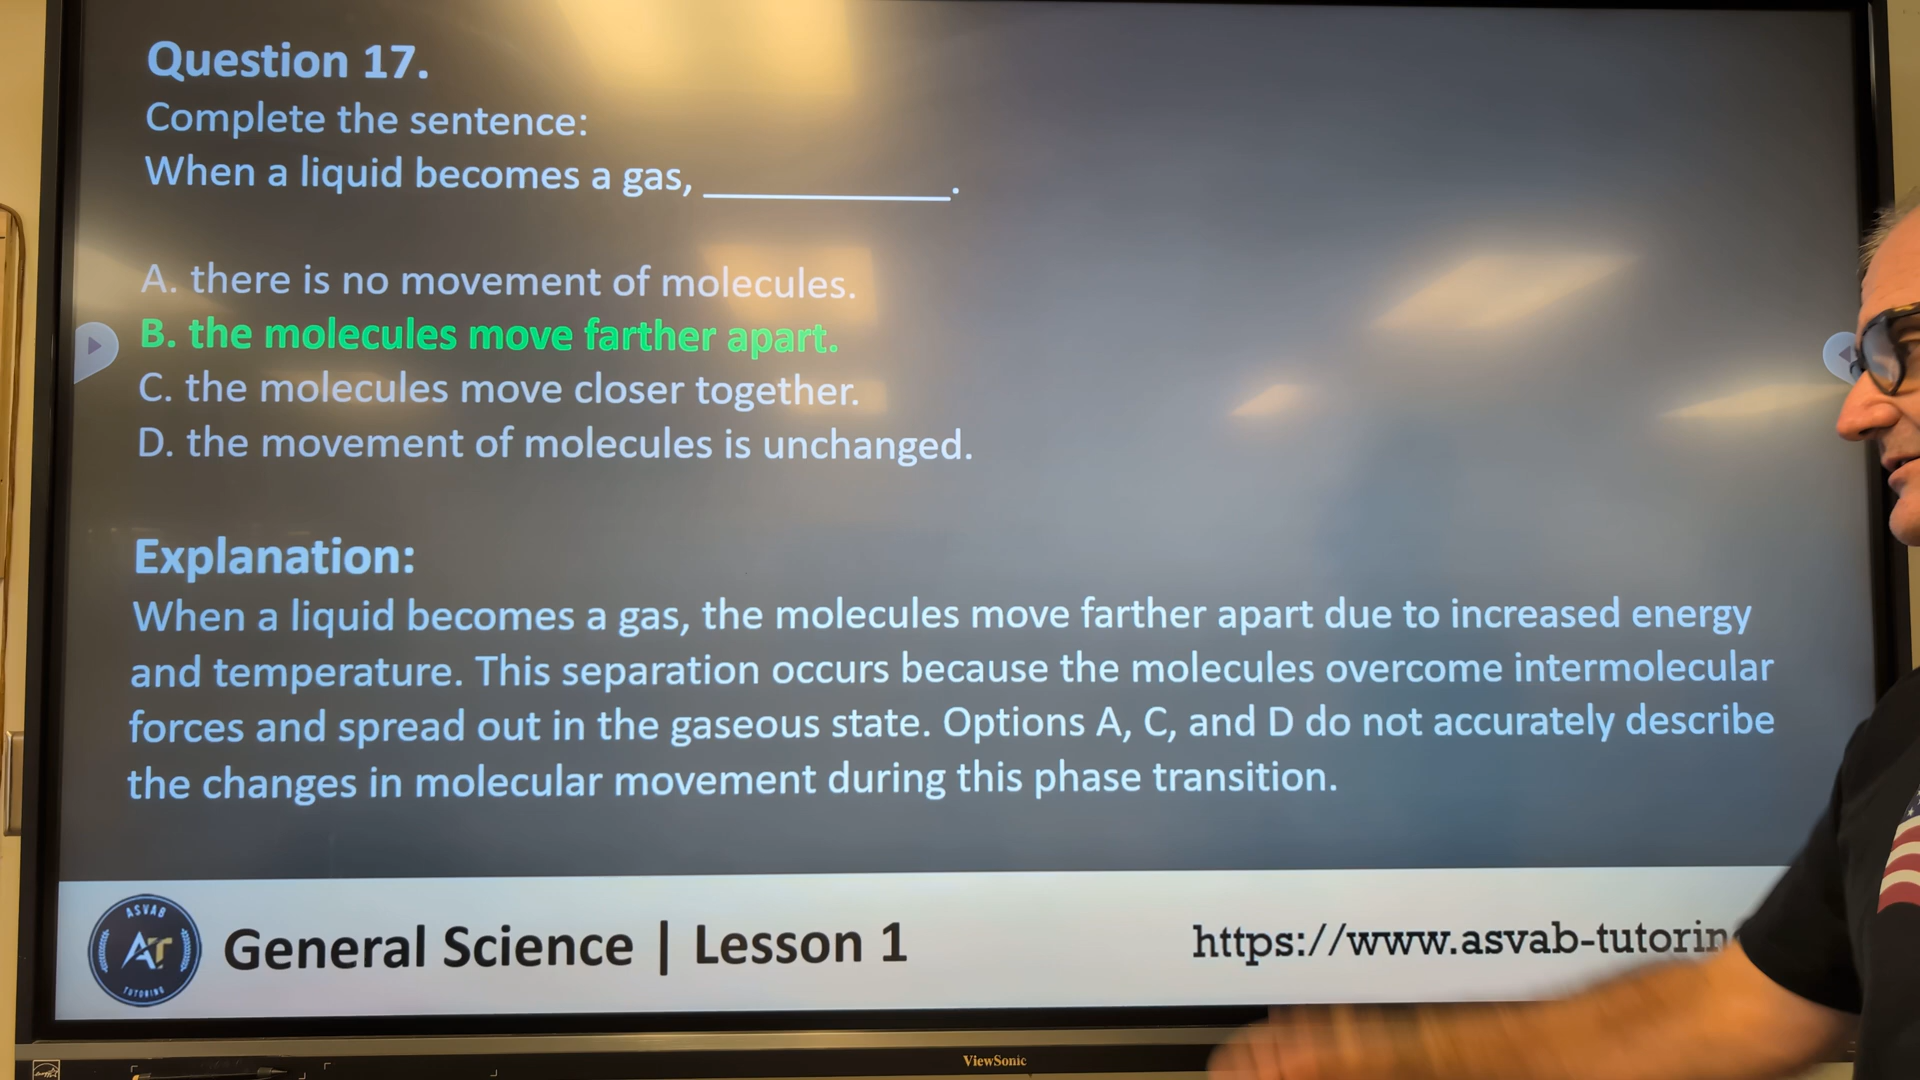 Question 17.
Complete the sentence:
When a liquid becomes a gas, ___________.
A. there is no movement of molecules.
B. the molecules move farther apart.
C. the molecules move closer together.
D. the movement of molecules is unchanged.
Explanation:
When a liquid becomes a gas, the molecules move farther apart due to increased energy
and temperature. This separation occurs because the molecules overcome intermolecular
forces and spread out in the gaseous state. Options A, C, and D do not accurately describe
the changes in molecular movement during this phase transition.
ASVAB
AT
TUTORING
General Science | Lesson 1
https://www.asvab-tutorin
ViewSonic